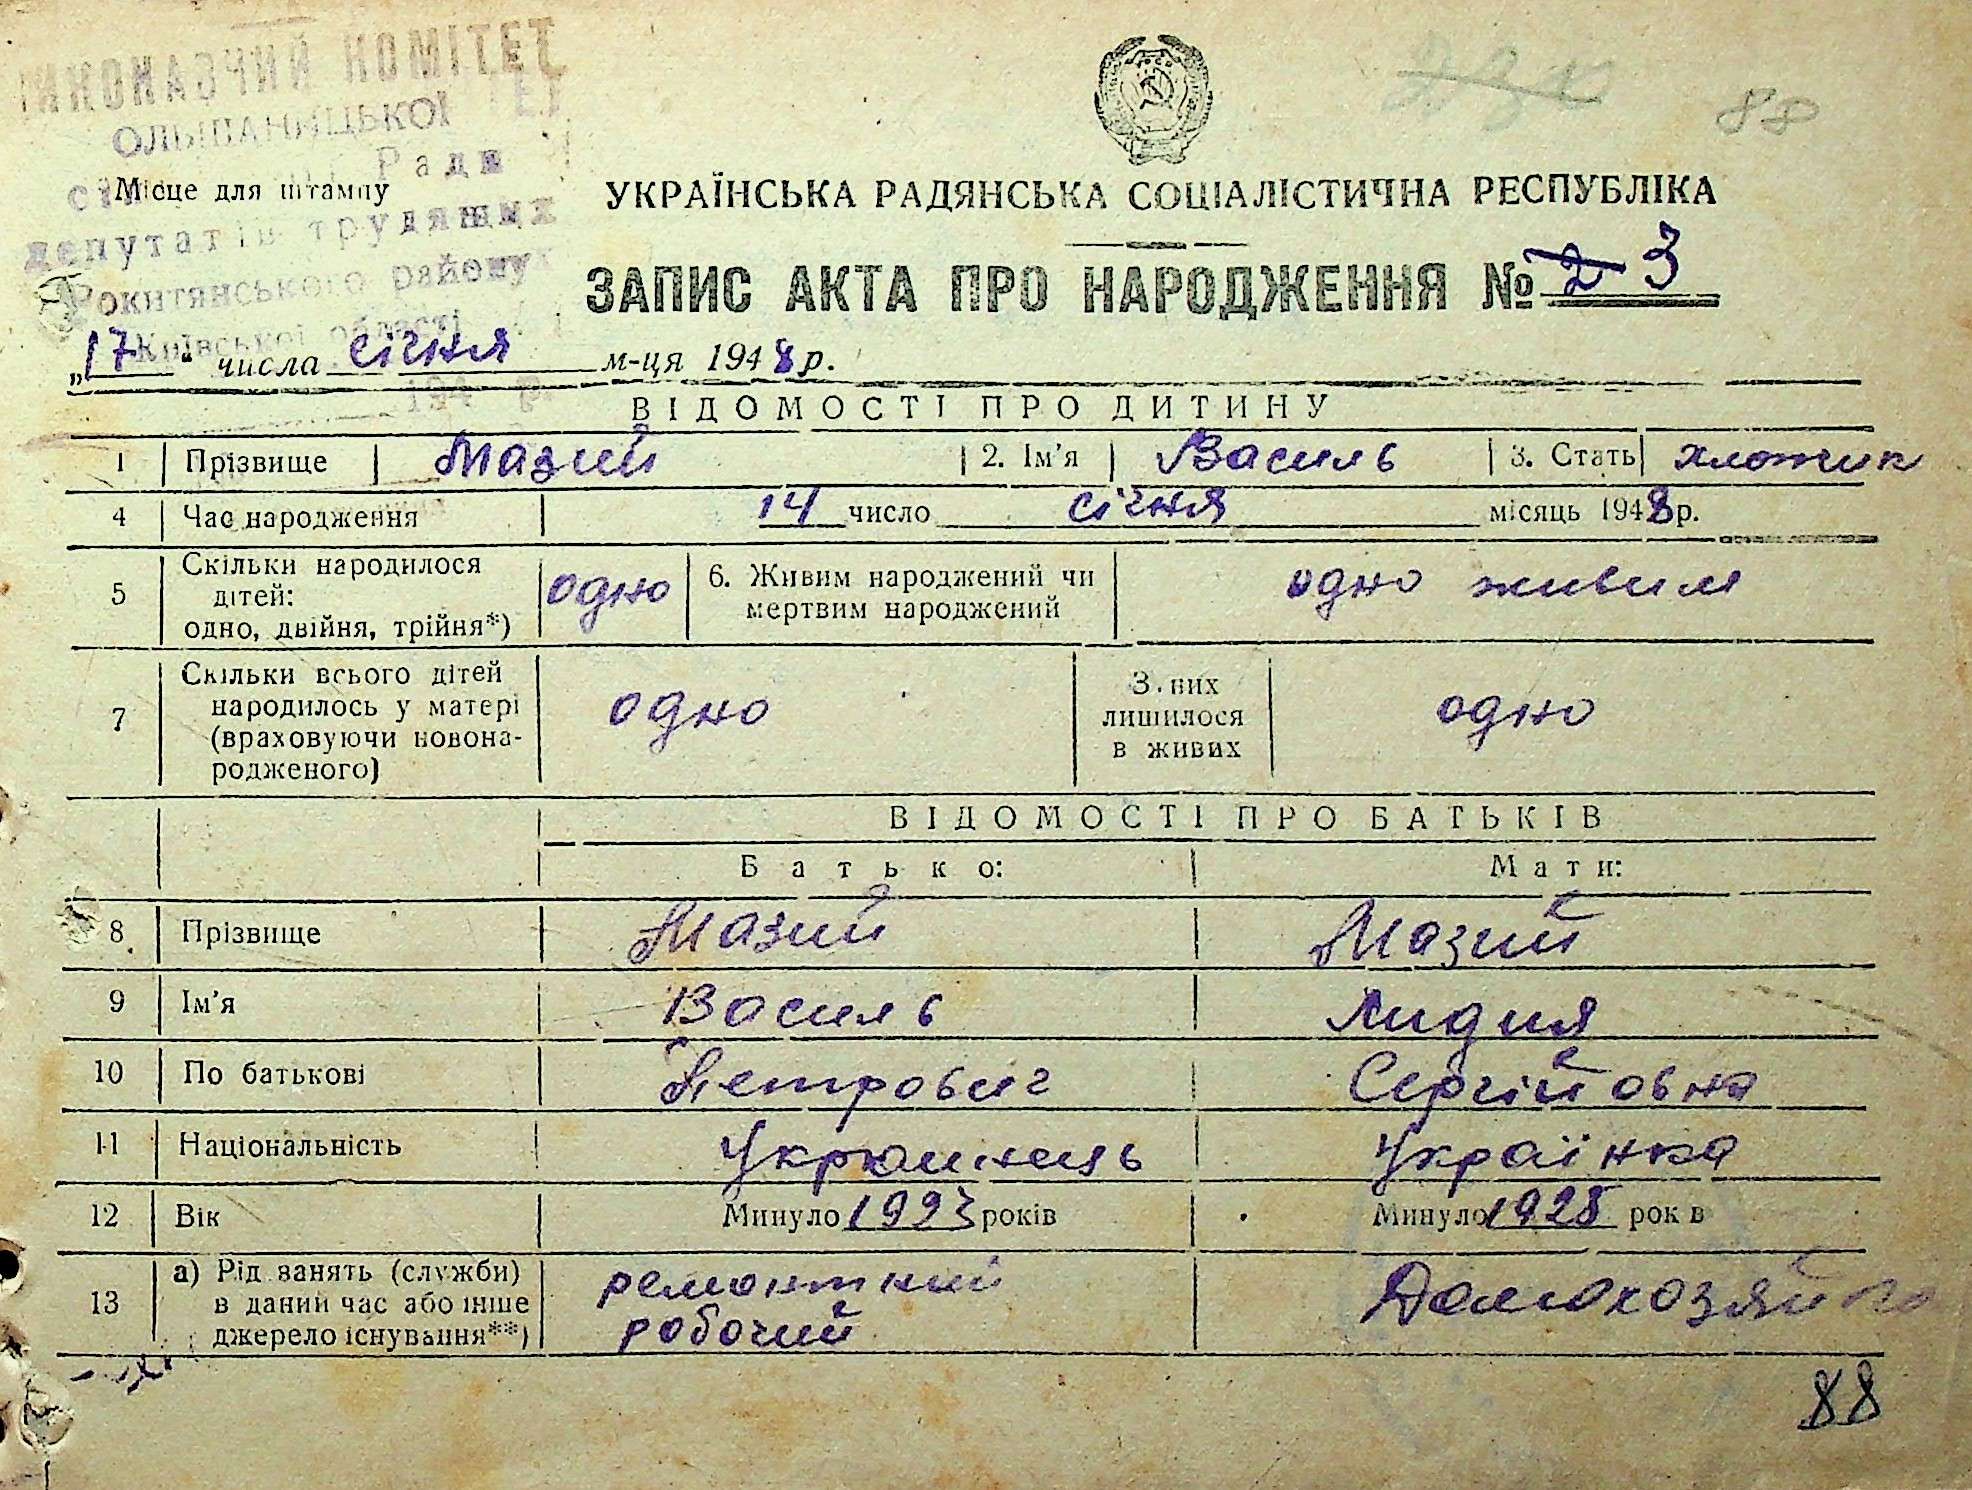 ВИКОНАВЧИЙ КОМІТЕТ
ОЛЬШАНИЦЬКОЇ
Ради
депутатів трудящих
Рокитянського району
Київської області
194 р.
Місце для штампу
88
УКРАЇНСЬКА РАДЯНСЬКА СОЦІАЛІСТИЧНА РЕСПУБЛІКА
ЗАПИС АКТА ПРО НАРОДЖЕННЯ № 2 3
„17“ числа січня м-ця 1948 р.
ВІДОМОСТІ ПРО ДИТИНУ
1 Прізвище Мазий 2. Ім’я Василь 3. Стать хложик
4 Час народження 14 число січня місяць 1948 р.
5 Скільки народилося дітей: одно, двійня, трійня*) одно 6. Живим народжений чи мертвим народжений одно живим
7 Скільки всього дітей народилось у матері (враховуючи новонародженого) одно З них лишилося в живих одно
ВІДОМОСТІ ПРО БАТЬКІВ
Батько: Мати:
8 Прізвище Мазий Мазий
9 Ім’я Василь Лидия
10 По батькові Петрович Сергійовна
11 Національність Українець Українка
12 Вік Минуло 1923 років Минуло 1928 рок в
13 а) Рід занять (служби) в даний час або інше джерело існування**) ремонтний робочий Домохозяйка
88